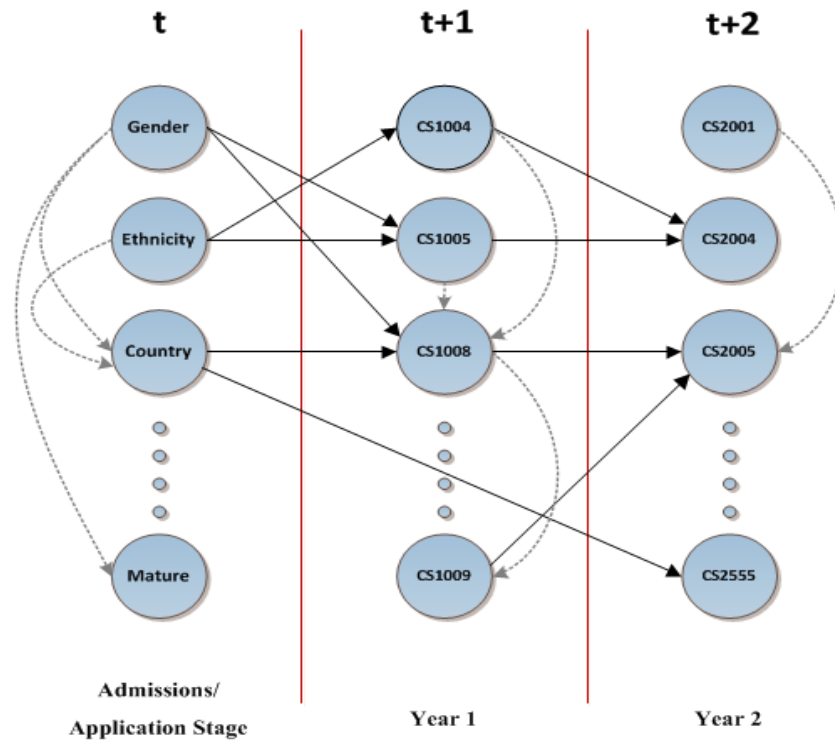 t
t+1
t+2
Gender
CS1004
CS2001
Ethnicity
CS1005
CS2004
Country
CS1008
CS2005
Mature
CS1009
CS2555
Admissions/
Application Stage
Year 1
Year 2